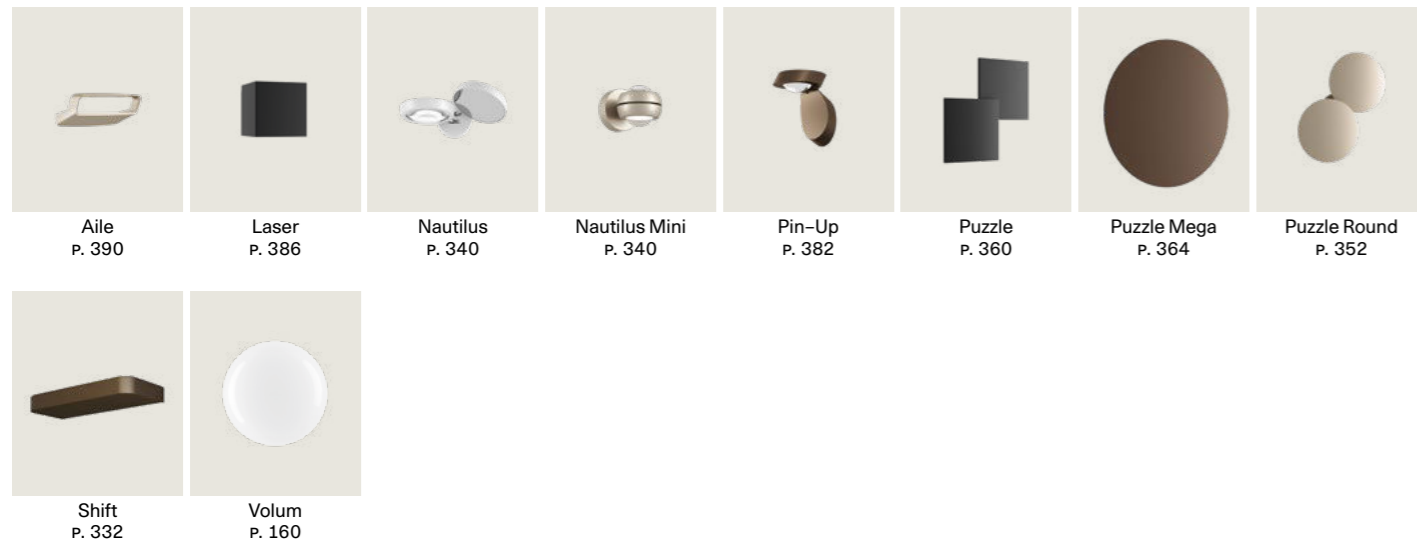 Aile
P. 390
Laser
P. 386
Nautilus
P. 340
Nautilus Mini
P. 340
Pin–Up
P. 382
Puzzle
P. 360
Puzzle Mega
P. 364
Puzzle Round
P. 352
Shift
P. 332
Volum
P. 160